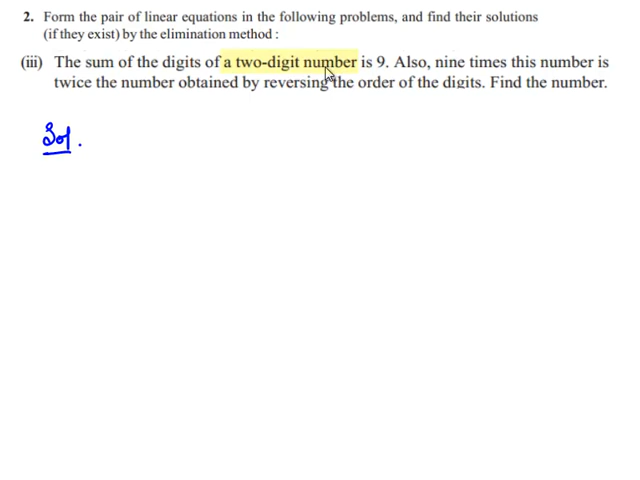 2. Form the pair of linear equations in the following problems, and find their solutions
(if they exist) by the elimination method :
(iii) The sum of the digits of a two-digit number is 9. Also, nine times this number is
twice the number obtained by reversing the order of the digits. Find the number.
Sol.